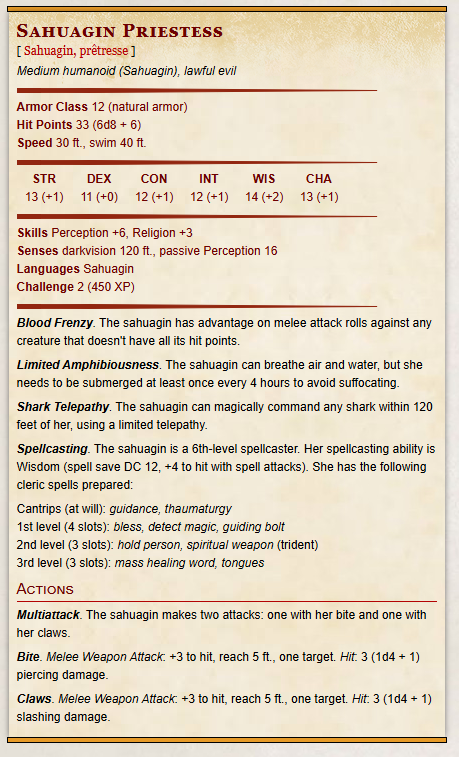 Sahuagin Priestess
[ Sahuagin, prêtresse ]
Medium humanoid (Sahuagin), lawful evil
Armor Class 12 (natural armor)
Hit Points 33 (6d8 + 6)
Speed 30 ft., swim 40 ft.
STR DEX CON INT WIS CHA
13 (+1) 11 (+0) 12 (+1) 12 (+1) 14 (+2) 13 (+1)
Skills Perception +6, Religion +3
Senses darkvision 120 ft., passive Perception 16
Languages Sahuagin
Challenge 2 (450 XP)
Blood Frenzy. The sahuagin has advantage on melee attack rolls against any
creature that doesn't have all its hit points.
Limited Amphibiousness. The sahuagin can breathe air and water, but she
needs to be submerged at least once every 4 hours to avoid suffocating.
Shark Telepathy. The sahuagin can magically command any shark within 120
feet of her, using a limited telepathy.
Spellcasting. The sahuagin is a 6th-level spellcaster. Her spellcasting ability is
Wisdom (spell save DC 12, +4 to hit with spell attacks). She has the following
cleric spells prepared:
Cantrips (at will): guidance, thaumaturgy
1st level (4 slots): bless, detect magic, guiding bolt
2nd level (3 slots): hold person, spiritual weapon (trident)
3rd level (3 slots): mass healing word, tongues
Actions
Multiattack. The sahuagin makes two attacks: one with her bite and one with
her claws.
Bite. Melee Weapon Attack: +3 to hit, reach 5 ft., one target. Hit: 3 (1d4 + 1)
piercing damage.
Claws. Melee Weapon Attack: +3 to hit, reach 5 ft., one target. Hit: 3 (1d4 + 1)
slashing damage.